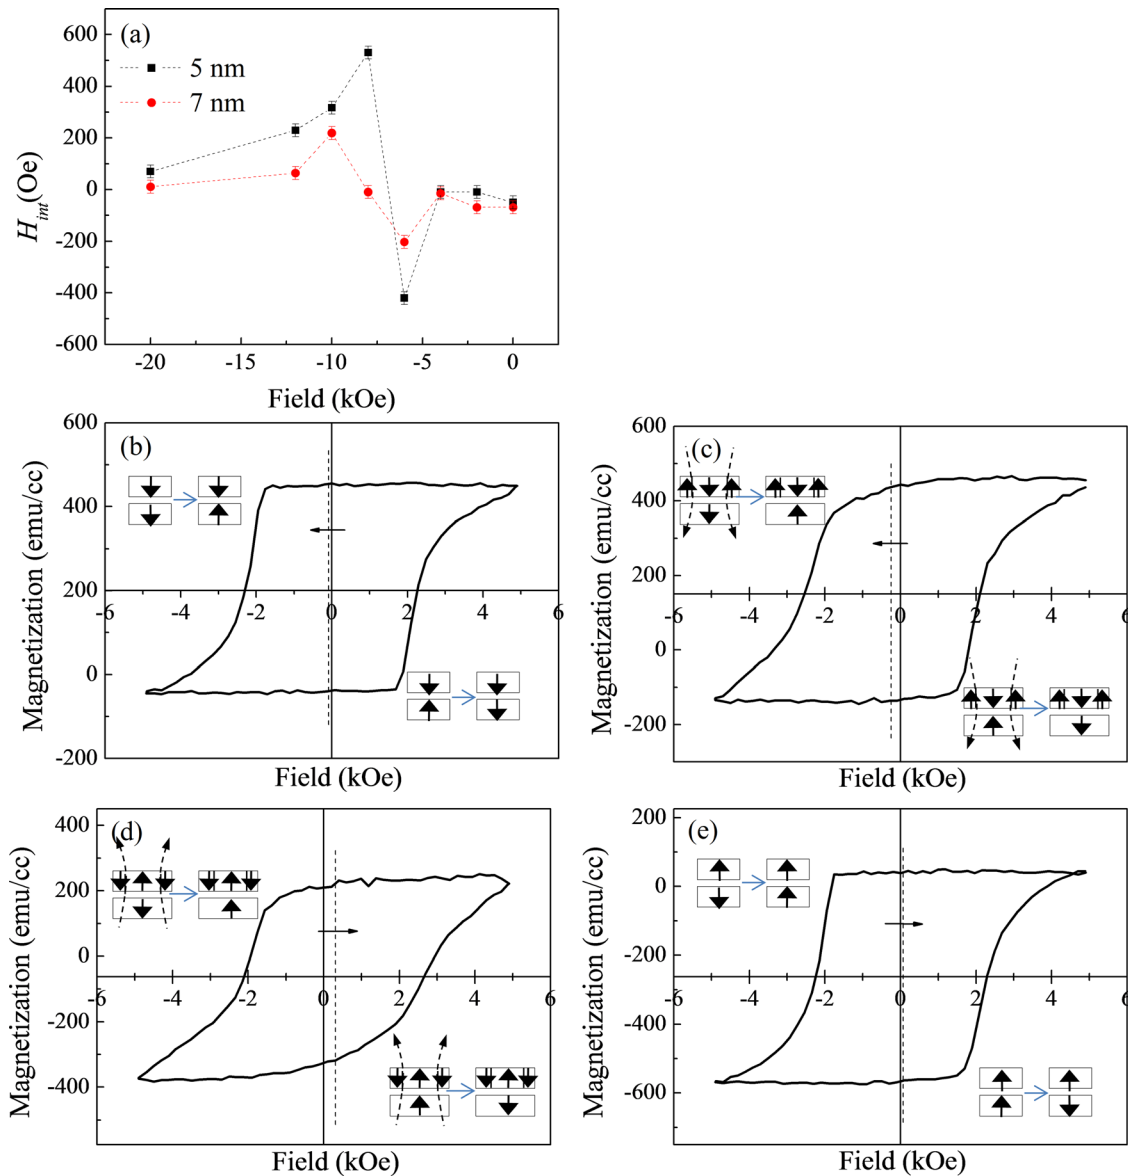 (a)
5 nm
7 nm
600
400
200
0
-200
-400
-600
H_int(Oe)
-20 -15 -10 -5 0
Field (kOe)
(b)
600
400
200
0
-200
Magnetization (emu/cc)
-6 -4 -2 0 2 4 6
Field (kOe)
(c)
600
400
200
0
-200
Magnetization (emu/cc)
-6 -4 -2 0 2 4 6
Field (kOe)
(d)
400
200
0
-200
-400
Magnetization (emu/cc)
-6 -4 -2 0 2 4 6
Field (kOe)
(e)
200
0
-200
-400
-600
Magnetization (emu/cc)
-6 -4 -2 0 2 4 6
Field (kOe)